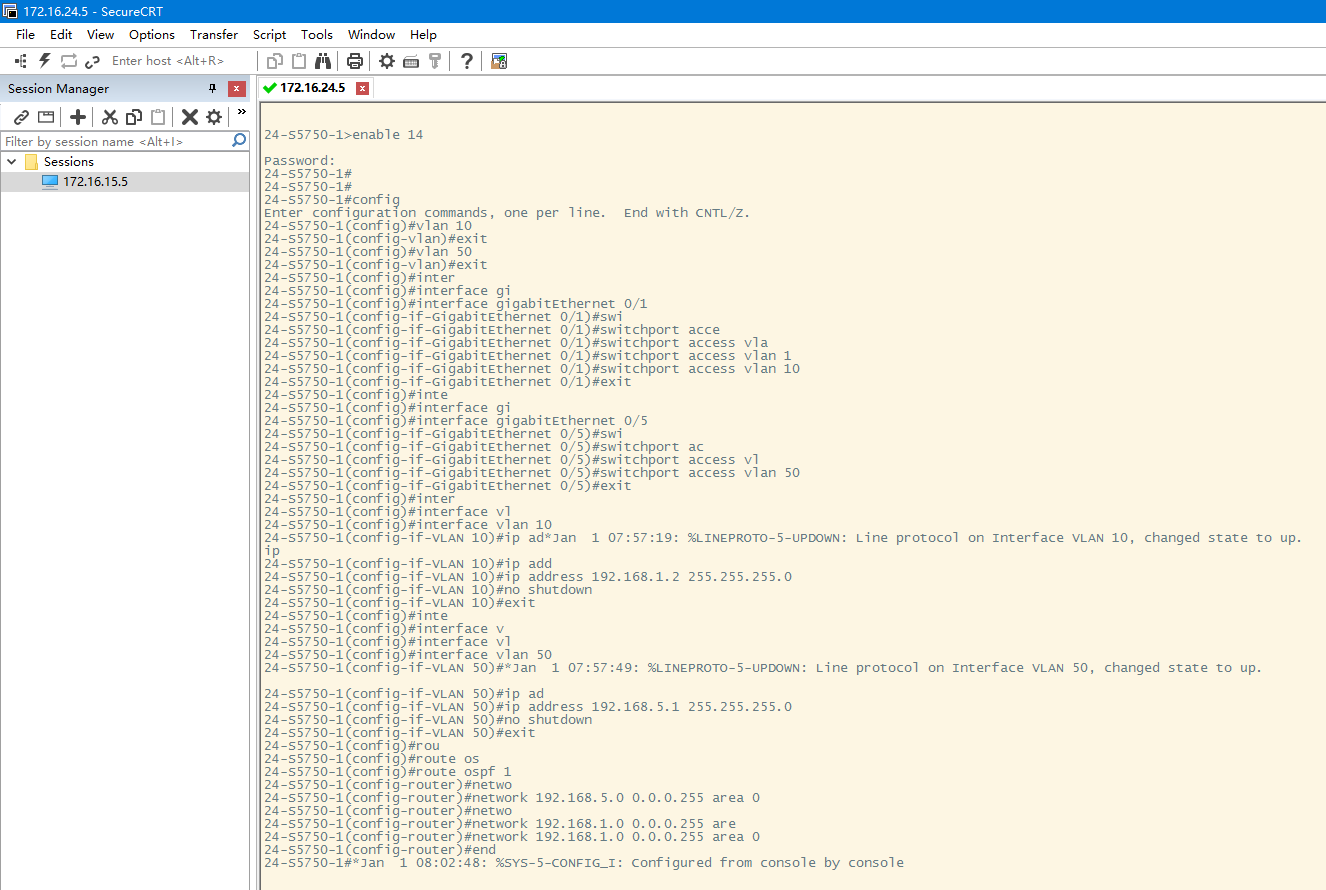 172.16.24.5 - SecureCRT
File Edit View Options Transfer Script Tools Window Help
Enter host <Alt+R>
Session Manager
172.16.24.5
Filter by session name <Alt+I>
Sessions
172.16.15.5
24-S5750-1>enable 14
Password:
24-S5750-1#
24-S5750-1#
24-S5750-1#config
Enter configuration commands, one per line.  End with CNTL/Z.
24-S5750-1(config)#vlan 10
24-S5750-1(config-vlan)#exit
24-S5750-1(config)#vlan 50
24-S5750-1(config-vlan)#exit
24-S5750-1(config)#inter
24-S5750-1(config)#interface gi
24-S5750-1(config)#interface gigabitEthernet 0/1
24-S5750-1(config-if-GigabitEthernet 0/1)#swi
24-S5750-1(config-if-GigabitEthernet 0/1)#switchport acce
24-S5750-1(config-if-GigabitEthernet 0/1)#switchport access vla
24-S5750-1(config-if-GigabitEthernet 0/1)#switchport access vlan 1
24-S5750-1(config-if-GigabitEthernet 0/1)#switchport access vlan 10
24-S5750-1(config-if-GigabitEthernet 0/1)#exit
24-S5750-1(config)#inte
24-S5750-1(config)#interface gi
24-S5750-1(config)#interface gigabitEthernet 0/5
24-S5750-1(config-if-GigabitEthernet 0/5)#swi
24-S5750-1(config-if-GigabitEthernet 0/5)#switchport ac
24-S5750-1(config-if-GigabitEthernet 0/5)#switchport access vl
24-S5750-1(config-if-GigabitEthernet 0/5)#switchport access vlan 50
24-S5750-1(config-if-GigabitEthernet 0/5)#exit
24-S5750-1(config)#inter
24-S5750-1(config)#interface vl
24-S5750-1(config)#interface vlan 10
24-S5750-1(config-if-VLAN 10)#ip ad*Jan  1 07:57:19: %LINEPROTO-5-UPDOWN: Line protocol on Interface VLAN 10, changed state to up.
ip
24-S5750-1(config-if-VLAN 10)#ip add
24-S5750-1(config-if-VLAN 10)#ip address 192.168.1.2 255.255.255.0
24-S5750-1(config-if-VLAN 10)#no shutdown
24-S5750-1(config-if-VLAN 10)#exit
24-S5750-1(config)#inte
24-S5750-1(config)#interface v
24-S5750-1(config)#interface vl
24-S5750-1(config)#interface vlan 50
24-S5750-1(config-if-VLAN 50)#*Jan  1 07:57:49: %LINEPROTO-5-UPDOWN: Line protocol on Interface VLAN 50, changed state to up.
24-S5750-1(config-if-VLAN 50)#ip ad
24-S5750-1(config-if-VLAN 50)#ip address 192.168.5.1 255.255.255.0
24-S5750-1(config-if-VLAN 50)#no shutdown
24-S5750-1(config-if-VLAN 50)#exit
24-S5750-1(config)#rou
24-S5750-1(config)#route os
24-S5750-1(config)#route ospf 1
24-S5750-1(config-router)#netwo
24-S5750-1(config-router)#network 192.168.5.0 0.0.0.255 area 0
24-S5750-1(config-router)#netwo
24-S5750-1(config-router)#network 192.168.1.0 0.0.0.255 are
24-S5750-1(config-router)#network 192.168.1.0 0.0.0.255 area 0
24-S5750-1(config-router)#end
24-S5750-1#*Jan  1 08:02:48: %SYS-5-CONFIG_I: Configured from console by console